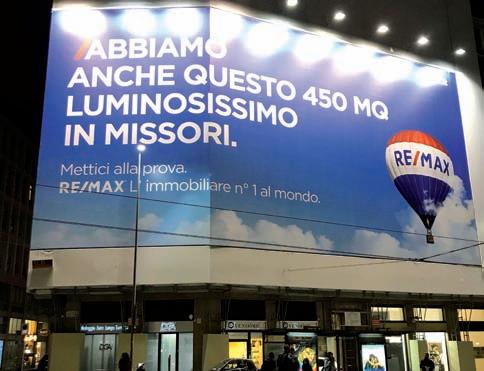 /ABBIAMO
ANCHE QUESTO 450 MQ
LUMINOSISSIMO
IN MISSORI.
Mettici alla prova.
RE/MAX L'immobiliare n° 1 al mondo.
RE/MAX
DGA